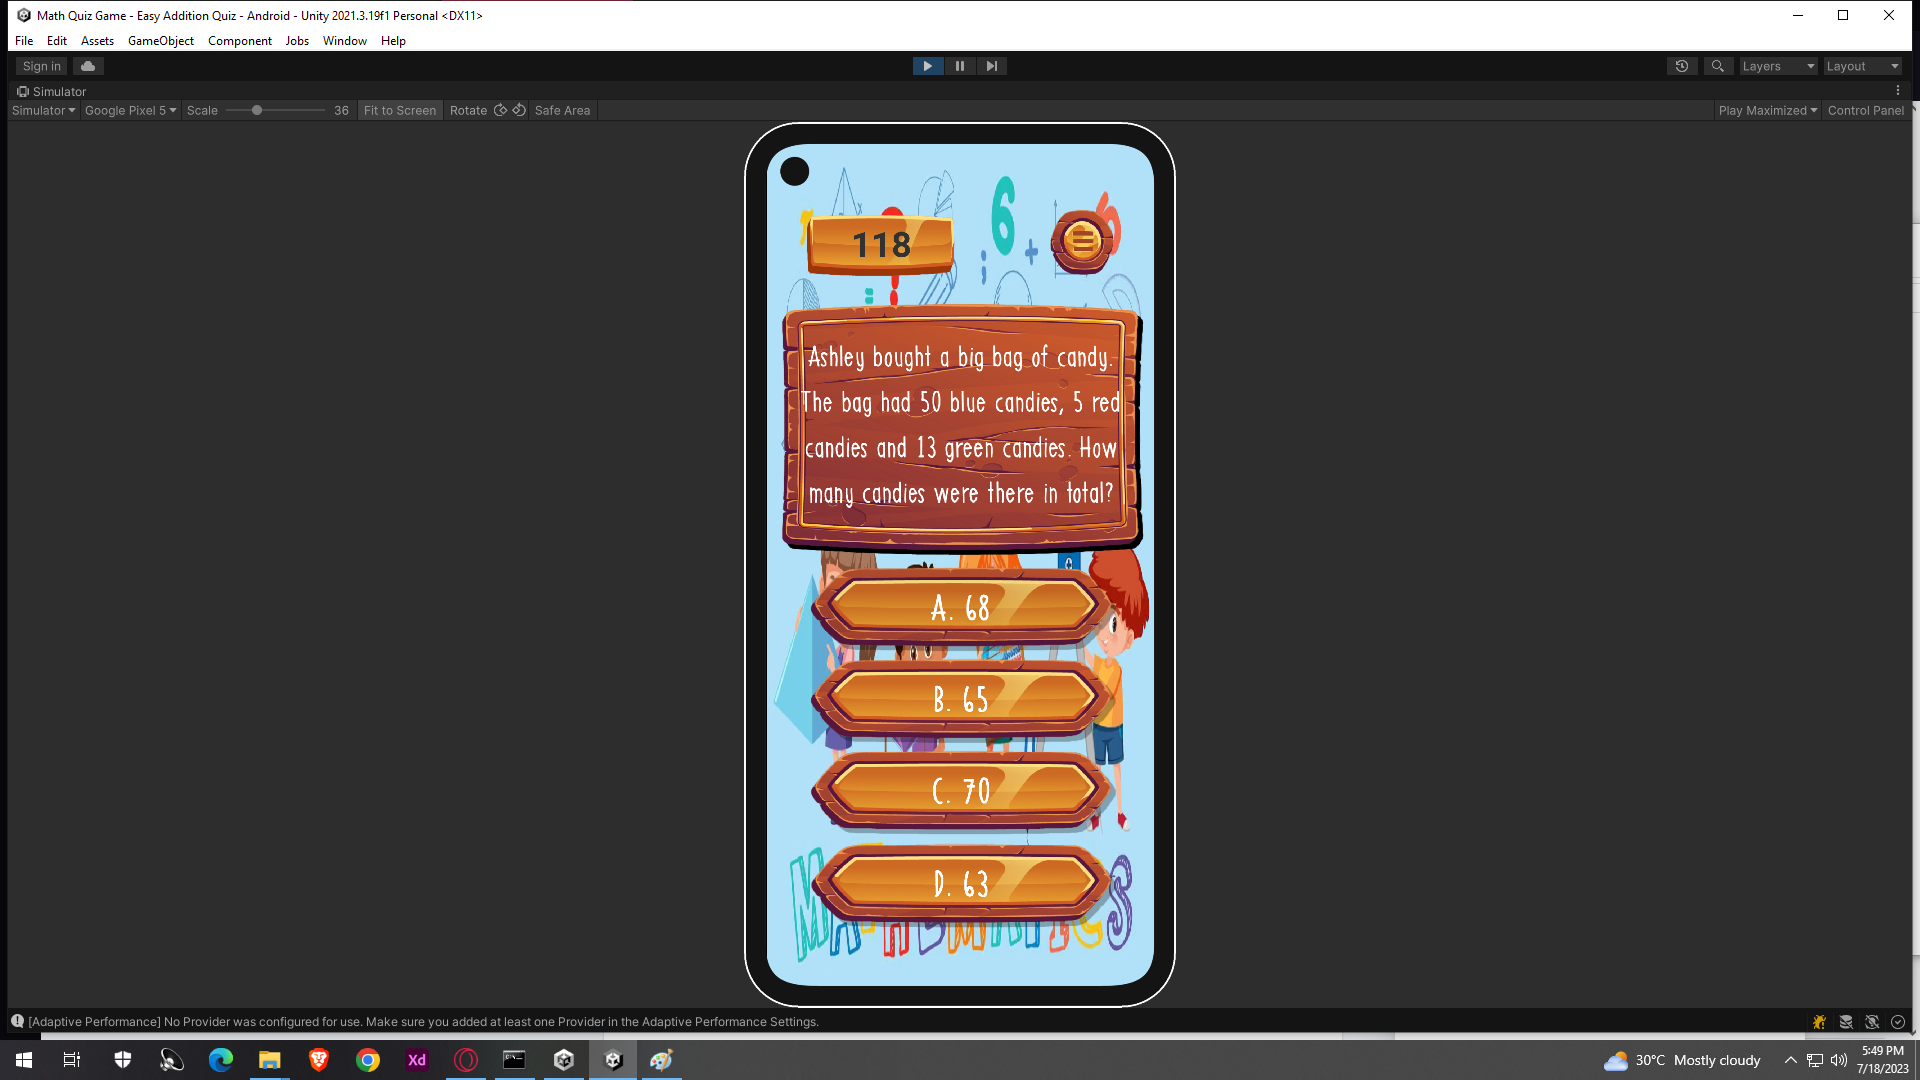 Math Quiz Game - Easy Addition Quiz - Android - Unity 2021.3.19f1 Personal <DX11>
File Edit Assets GameObject Component Jobs Window Help
Sign in Layers Layout
Simulator
Simulator Google Pixel 5 Scale 36 Fit to Screen Rotate Safe Area Play Maximized Control Panel
6
118
+
Ashley bought a big bag of candy.
The bag had 50 blue candies, 5 red
candies and 13 green candies. How
many candies were there in total?
A. 68
B. 65
C. 70
D. 63
MATHEMATICS
[Adaptive Performance] No Provider was configured for use. Make sure you added at least one Provider in the Adaptive Performance Settings.
Xd
30°C Mostly cloudy
5:49 PM
7/18/2023